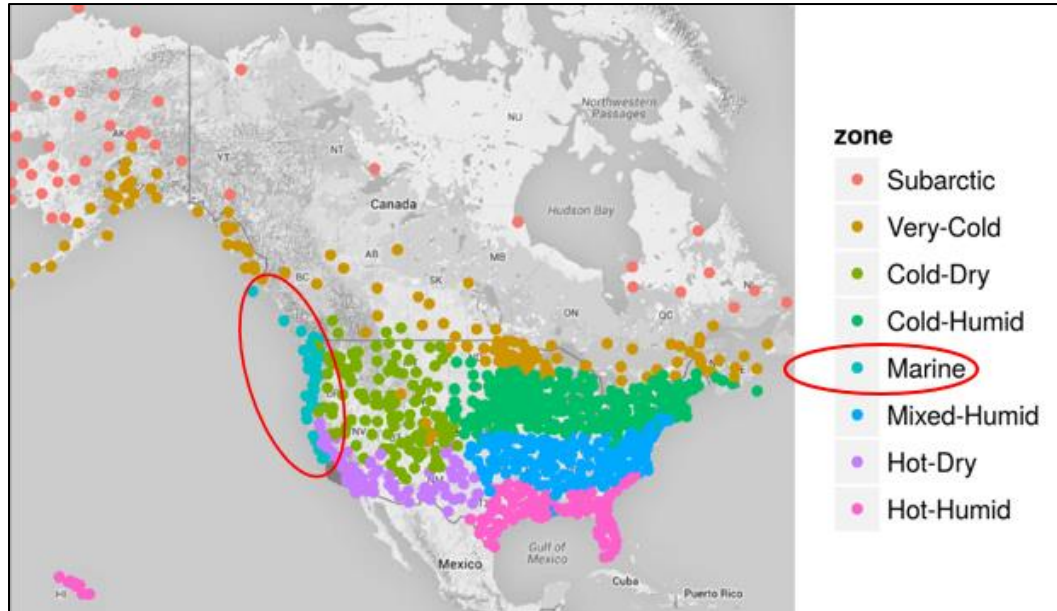 Northwestern
Passages
NU
AK
YT
NT
Canada
Hudson Bay
AB
BC
MB
SK
ON
QC
NV
Mexico
Gulf of
Mexico
Cuba
Puerto Rico
HI
zone
Subarctic
Very-Cold
Cold-Dry
Cold-Humid
Marine
Mixed-Humid
Hot-Dry
Hot-Humid